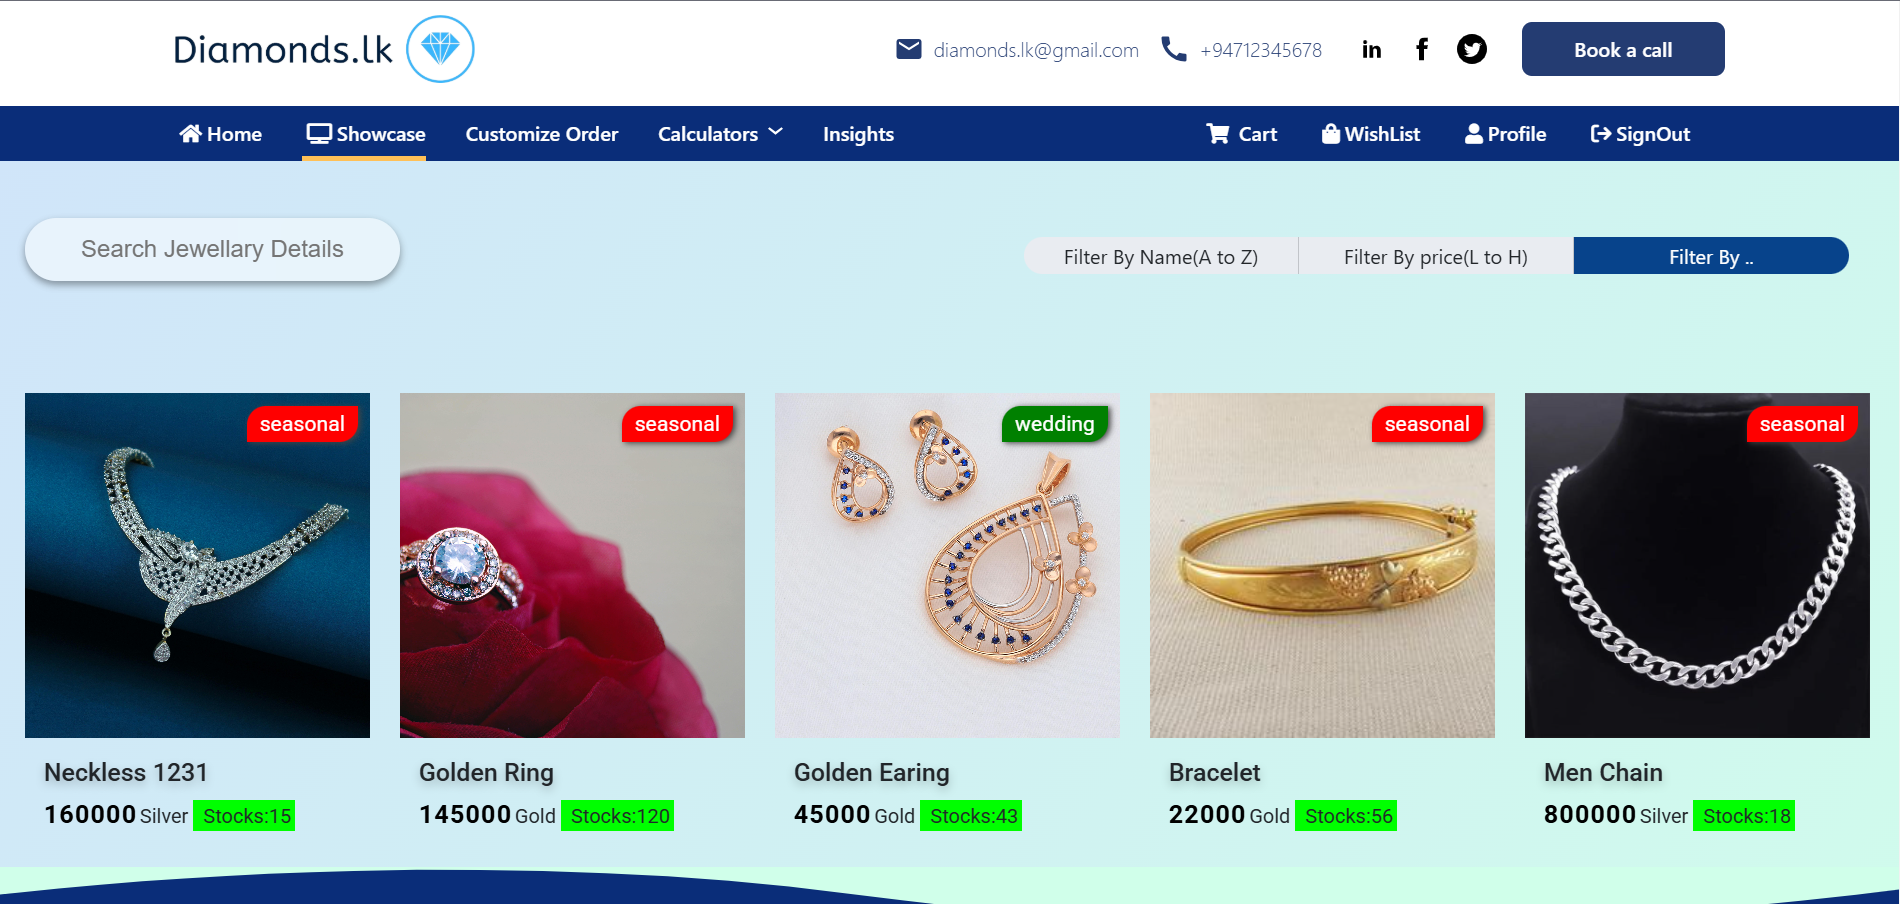 Diamonds.lk
diamonds.lk@gmail.com
+94712345678
Book a call
Home
Showcase
Customize Order
Calculators
Insights
Cart
WishList
Profile
SignOut
Search Jewellary Details
Filter By Name(A to Z)
Filter By price(L to H)
Filter By ..
seasonal
Neckless 1231
160000 Silver Stocks:15
seasonal
Golden Ring
145000 Gold Stocks:120
wedding
Golden Earing
45000 Gold Stocks:43
seasonal
Bracelet
22000 Gold Stocks:56
seasonal
Men Chain
800000 Silver Stocks:18